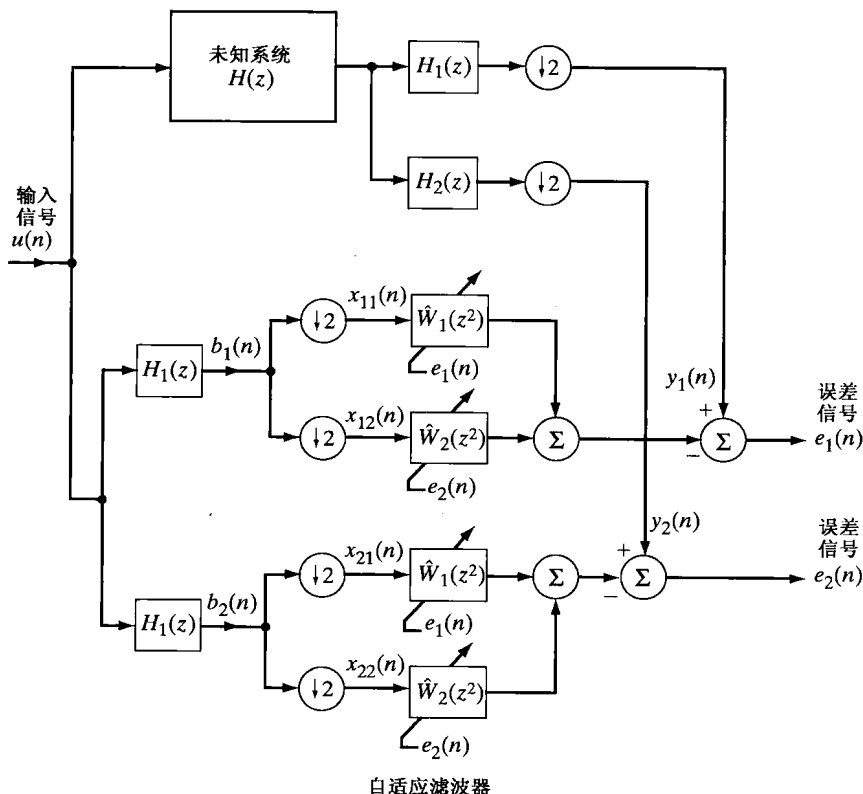 未知系统
H(z)
H₁(z)
↓2
H₂(z)
↓2
输入
信号
u(n)
x₁₁(n)
↓2
Ŵ₁(z²)
b₁(n)
H₁(z)
e₁(n)
y₁(n)
误差
信号
e₁(n)
x₁₂(n)
↓2
Ŵ₂(z²)
Σ
+
−
Σ
e₂(n)
y₂(n)
x₂₁(n)
↓2
Ŵ₁(z²)
Σ
+
−
Σ
误差
信号
e₂(n)
b₂(n)
H₁(z)
e₁(n)
x₂₂(n)
↓2
Ŵ₂(z²)
e₂(n)
自适应滤波器